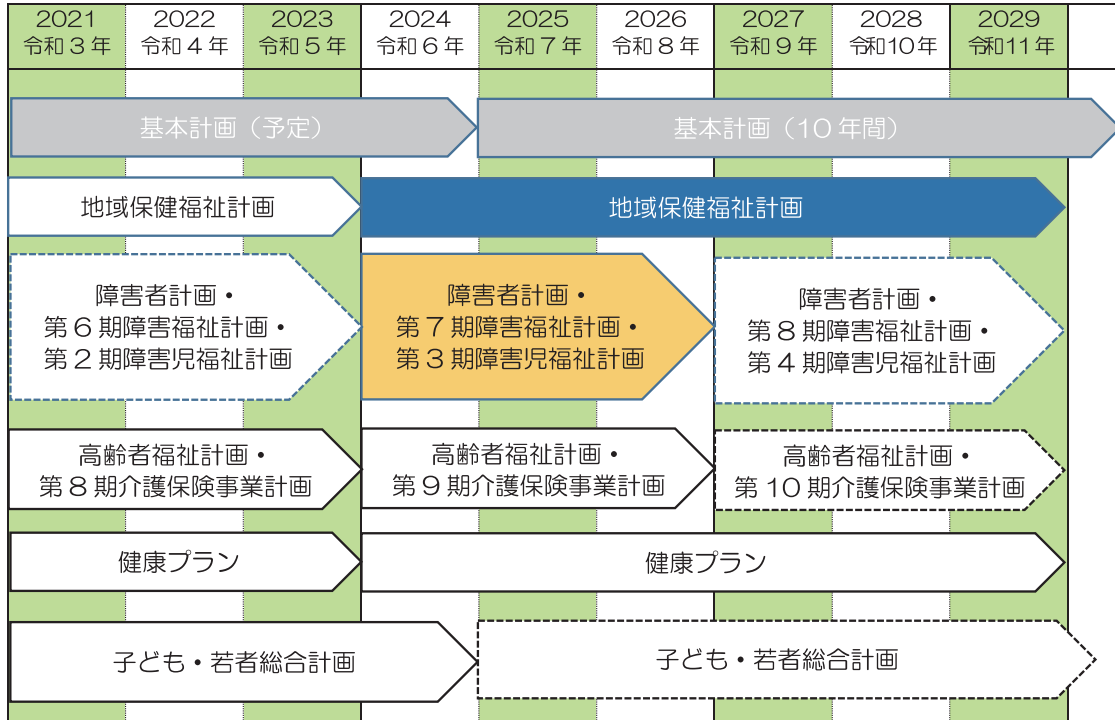 2021 2022 2023 2024 2025 2026 2027 2028 2029
令和3年 令和4年 令和5年 令和6年 令和7年 令和8年 令和9年 令和10年 令和11年
基本計画（予定） 基本計画（10年間）
地域保健福祉計画 地域保健福祉計画
障害者計画・
第6期障害福祉計画・
第2期障害児福祉計画
障害者計画・
第7期障害福祉計画・
第3期障害児福祉計画
障害者計画・
第8期障害福祉計画・
第4期障害児福祉計画
高齢者福祉計画・
第8期介護保険事業計画
高齢者福祉計画・
第9期介護保険事業計画
高齢者福祉計画・
第10期介護保険事業計画
健康プラン 健康プラン
子ども・若者総合計画 子ども・若者総合計画